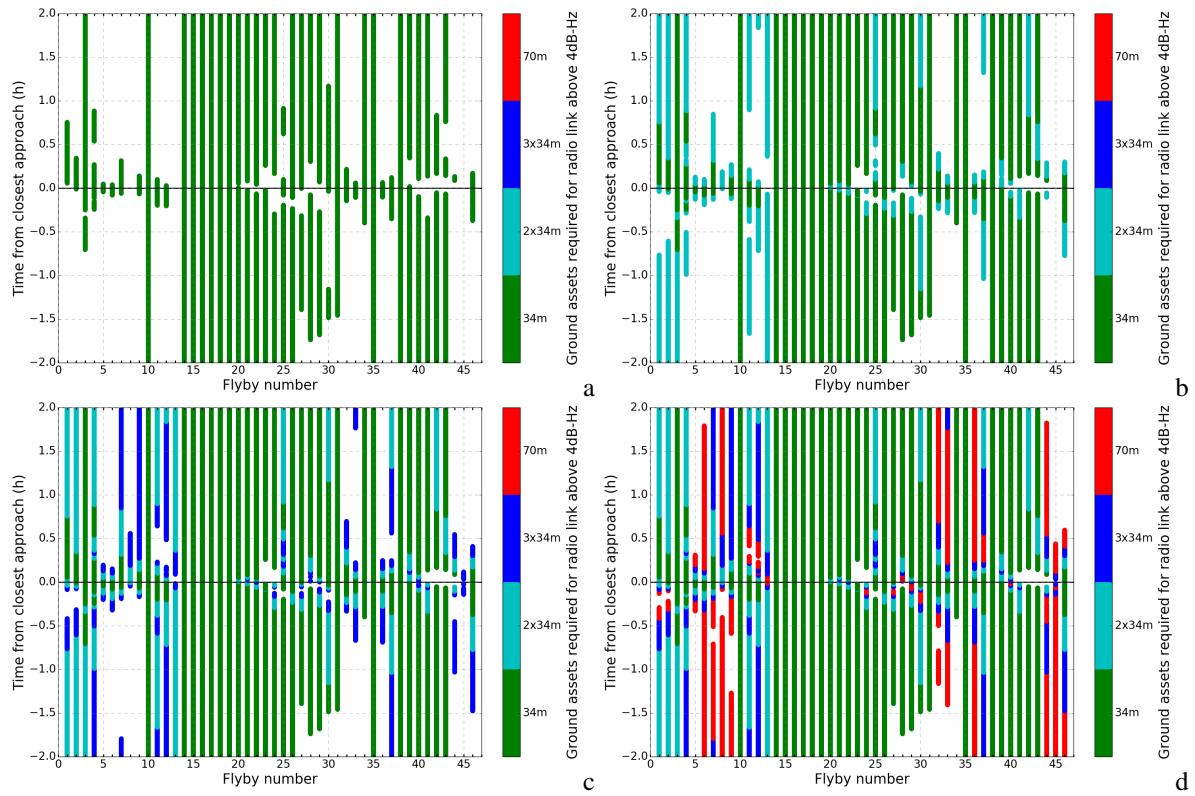 2.0
1.5
1.0
0.5
0.0
−0.5
−1.0
−1.5
−2.0
0 5 10 15 20 25 30 35 40 45
Time from closest approach (h)
Flyby number
70m
3x34m
2x34m
34m
Ground assets required for radio link above 4dB-Hz
a
2.0
1.5
1.0
0.5
0.0
−0.5
−1.0
−1.5
−2.0
0 5 10 15 20 25 30 35 40 45
Time from closest approach (h)
Flyby number
70m
3x34m
2x34m
34m
Ground assets required for radio link above 4dB-Hz
b
2.0
1.5
1.0
0.5
0.0
−0.5
−1.0
−1.5
−2.0
0 5 10 15 20 25 30 35 40 45
Time from closest approach (h)
Flyby number
70m
3x34m
2x34m
34m
Ground assets required for radio link above 4dB-Hz
c
2.0
1.5
1.0
0.5
0.0
−0.5
−1.0
−1.5
−2.0
0 5 10 15 20 25 30 35 40 45
Time from closest approach (h)
Flyby number
70m
3x34m
2x34m
34m
Ground assets required for radio link above 4dB-Hz
d